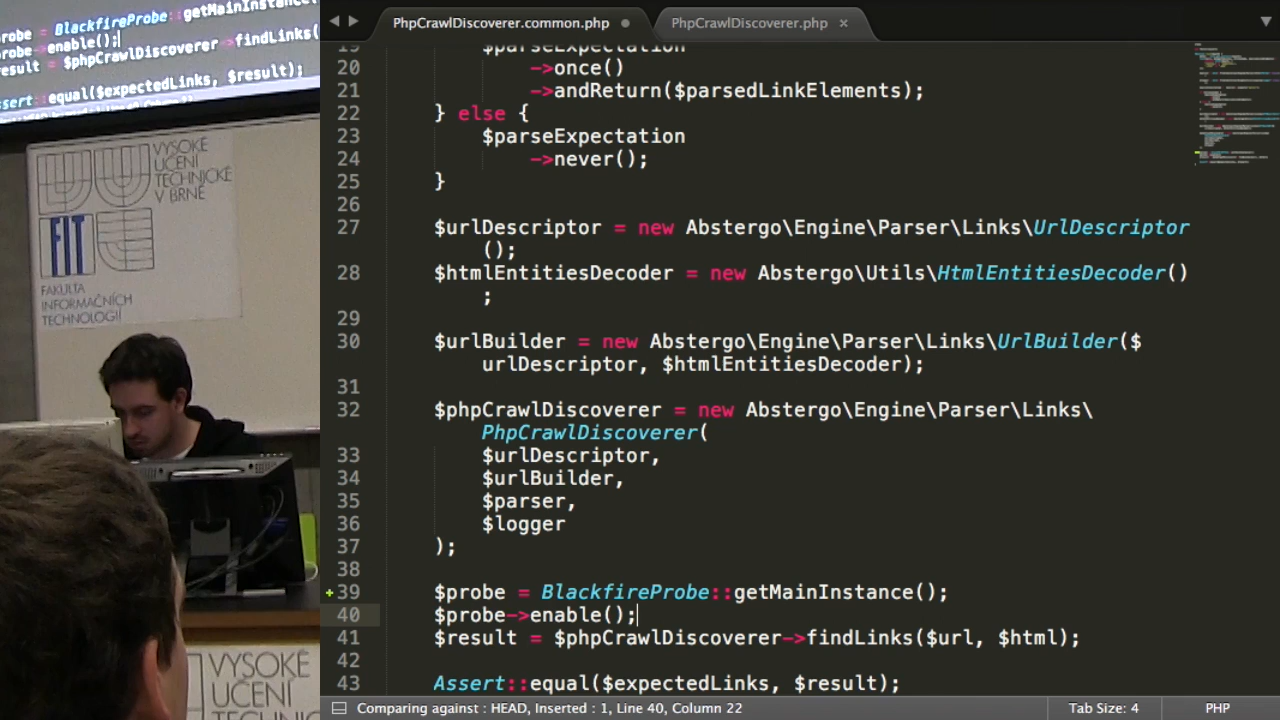 probe = BlackfireProbe::getMainInstance(
probe->enable();
result = $phpCrawlDiscoverer->findLinks(
Assert::equal($expectedLinks, $result);
VYSOKÉ
UČENÍ
TECHNICKÉ
V BRNĚ
FIT
FAKULTA
INFORMAČNÍCH
TECHNOLOGIÍ
VYSOKÉ
UČENÍ
PhpCrawlDiscoverer.common.php
PhpCrawlDiscoverer.php ×
19 $parseExpectation
20 ->once()
21 ->andReturn($parsedLinkElements);
22 } else {
23 $parseExpectation
24 ->never();
25 }
26
27 $urlDescriptor = new Abstergo\Engine\Parser\Links\UrlDescriptor
();
28 $htmlEntitiesDecoder = new Abstergo\Utils\HtmlEntitiesDecoder()
;
29
30 $urlBuilder = new Abstergo\Engine\Parser\Links\UrlBuilder($
urlDescriptor, $htmlEntitiesDecoder);
31
32 $phpCrawlDiscoverer = new Abstergo\Engine\Parser\Links\
PhpCrawlDiscoverer(
33 $urlDescriptor,
34 $urlBuilder,
35 $parser,
36 $logger
37 );
38
39 $probe = BlackfireProbe::getMainInstance();
40 $probe->enable();
41 $result = $phpCrawlDiscoverer->findLinks($url, $html);
42
43 Assert::equal($expectedLinks, $result);
Comparing against : HEAD, Inserted : 1, Line 40, Column 22
Tab Size: 4
PHP